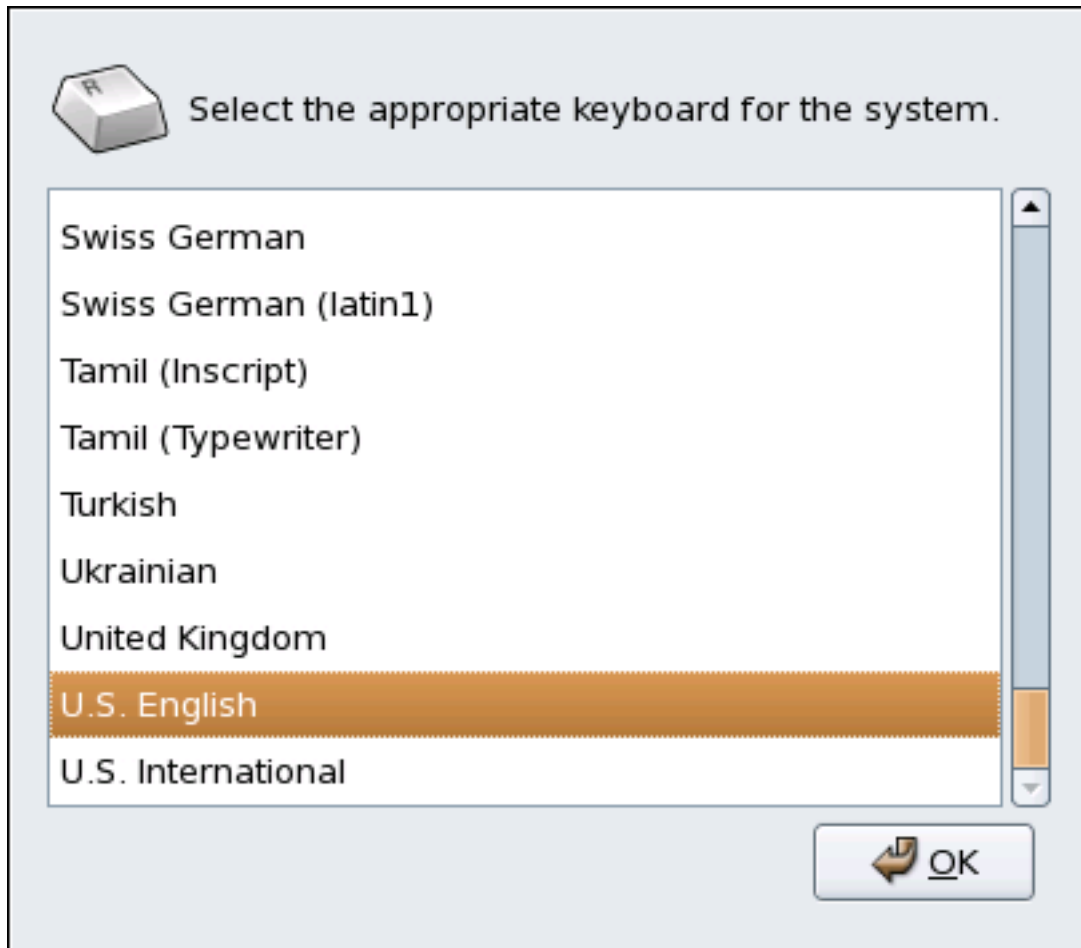 R
Select the appropriate keyboard for the system.
Swiss German
Swiss German (latin1)
Tamil (Inscript)
Tamil (Typewriter)
Turkish
Ukrainian
United Kingdom
U.S. English
U.S. International
OK